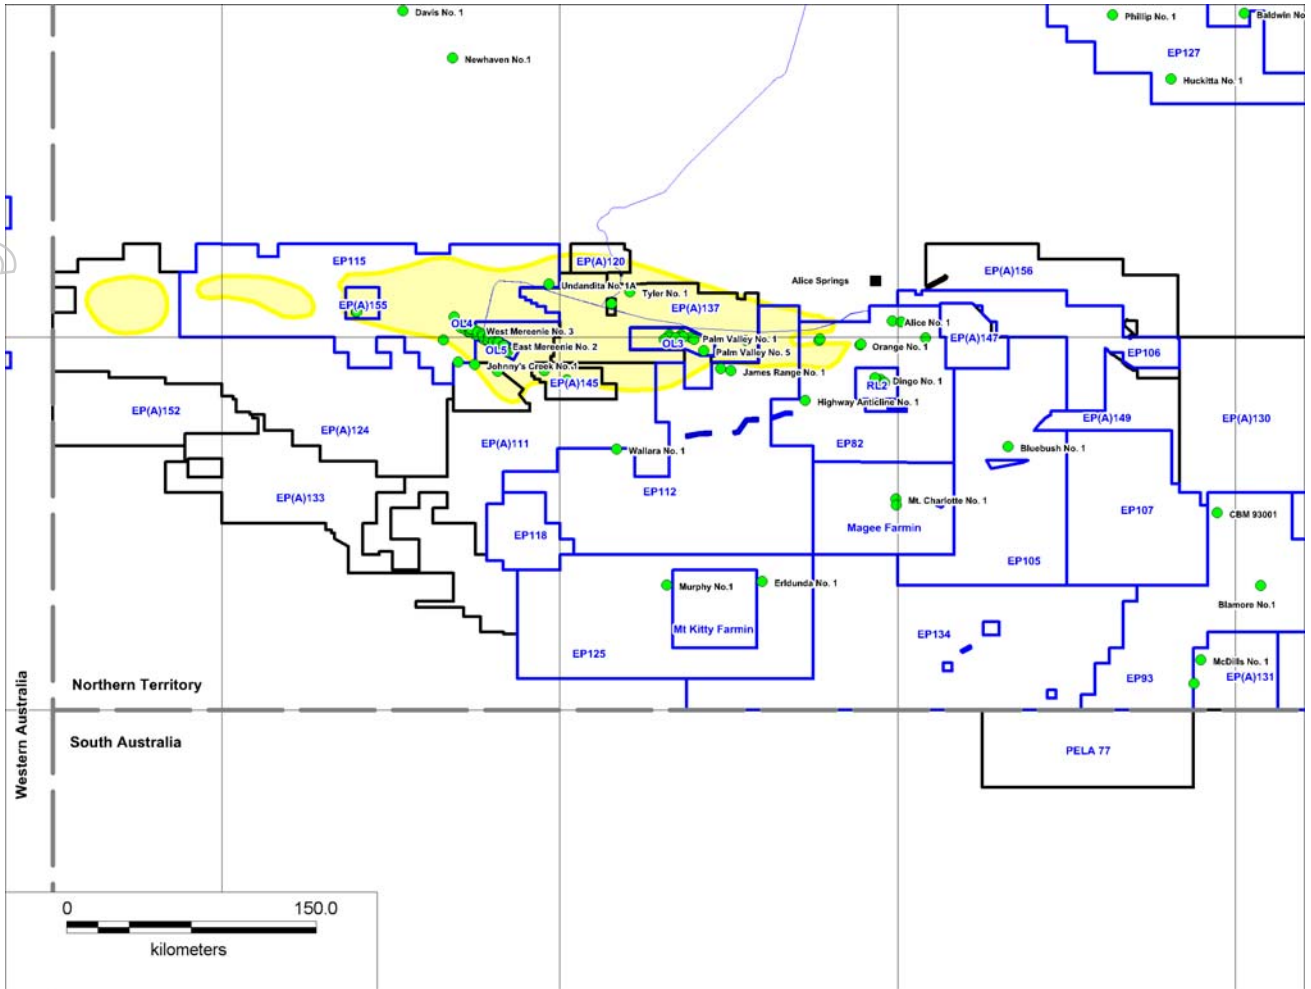 Davis No. 1
Phillip No. 1
Baldwin No
Newhaven No.1
EP127
Huckitta No. 1
EP115
EP(A)120
EP(A)156
Alice Springs
Undandita No. 1A
Tyler No. 1
EP(A)155
EP(A)137
OL4
West Mereenie No. 3
Alice No. 1
OL3
Palm Valley No. 1
EP(A)147
OL5
East Mereenie No. 2
Palm Valley No. 5
Orange No. 1
EP106
Johnny's Creek No. 1
James Range No. 1
EP(A)145
RL2
Dingo No. 1
EP(A)152
Highway Anticline No. 1
EP(A)149
EP(A)130
EP(A)124
EP(A)111
EP82
Wallara No. 1
Bluebush No. 1
EP(A)133
EP112
Mt. Charlotte No. 1
EP107
CBM 93001
Magee Farmin
EP118
EP105
Murphy No.1
Erldunda No. 1
Blamore No.1
Mt Kitty Farmin
EP134
EP125
McDills No. 1
EP93
EP(A)131
Northern Territory
South Australia
Western Australia
PELA 77
0 150.0
kilometers